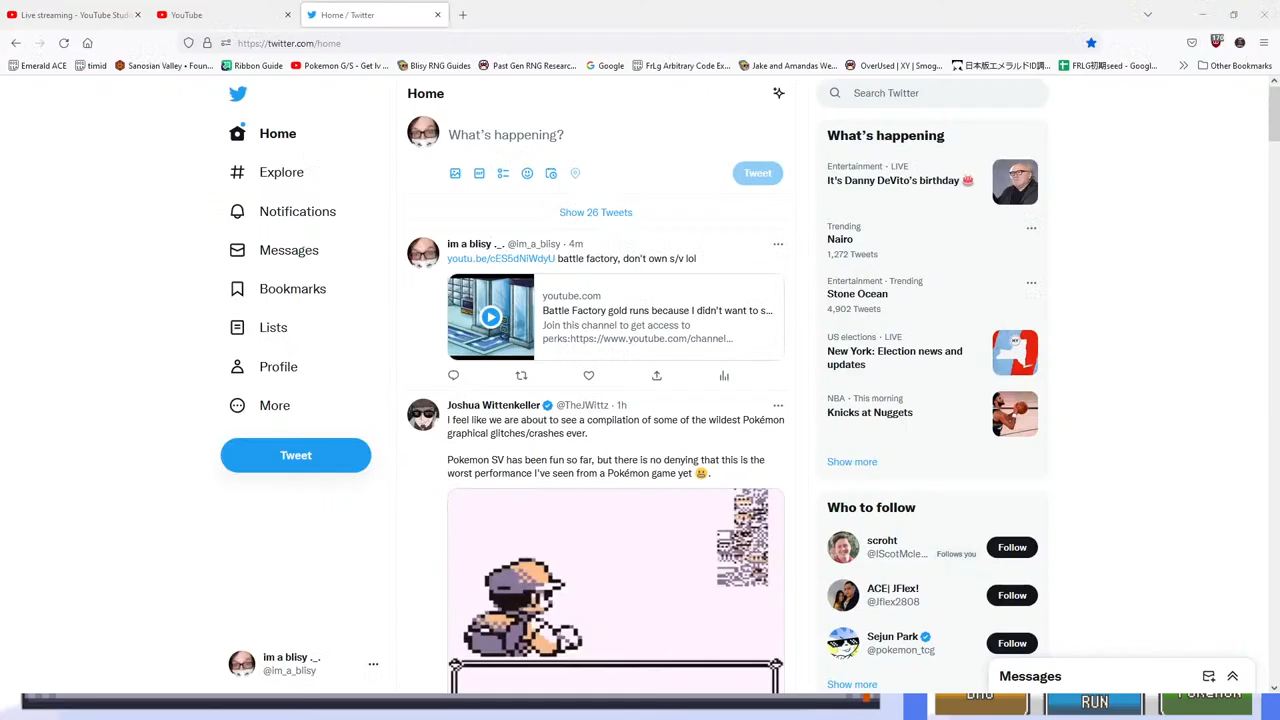 Live streaming - YouTube Studi
YouTube
Home / Twitter
https://twitter.com/home
170
Emerald ACE
timid
Sanosian Valley • Foun...
Ribbon Guide
Pokemon G/S - Get Iv ...
Blisy RNG Guides
Past Gen RNG Researc...
Google
FrLg Arbitrary Code Ex...
Jake and Amandas We...
OverUsed | XY | Smog...
日本版エメラルドID調...
FRLG初期seed - Googl...
Other Bookmarks
Home
Explore
Notifications
Messages
Bookmarks
Lists
Profile
More
Tweet
im a blisy ._.
@im_a_blisy
Home
What's happening?
Tweet
Show 26 Tweets
im a blisy ._. @im_a_blisy · 4m
youtu.be/cES5dNiWdyU battle factory, don't own s/v lol
youtube.com
Battle Factory gold runs because I didn't want to s...
Join this channel to get access to
perks:https://www.youtube.com/channel...
Joshua Wittenkeller @TheJWittz · 1h
I feel like we are about to see a compilation of some of the wildest Pokémon
graphical glitches/crashes ever.
Pokemon SV has been fun so far, but there is no denying that this is the
worst performance I've seen from a Pokémon game yet 😬.
Search Twitter
What's happening
Entertainment · LIVE
It's Danny DeVito's birthday 🎂
Trending
Nairo
1,272 Tweets
Entertainment · Trending
Stone Ocean
4,902 Tweets
US elections · LIVE
New York: Election news and
updates
NBA · This morning
Knicks at Nuggets
Show more
Who to follow
scroht
@IScotMcle... Follows you
Follow
ACE| JFlex!
@Jflex2808
Follow
Sejun Park
@pokemon_tcg
Follow
Show more
Messages
BAG
RUN
POKéMON